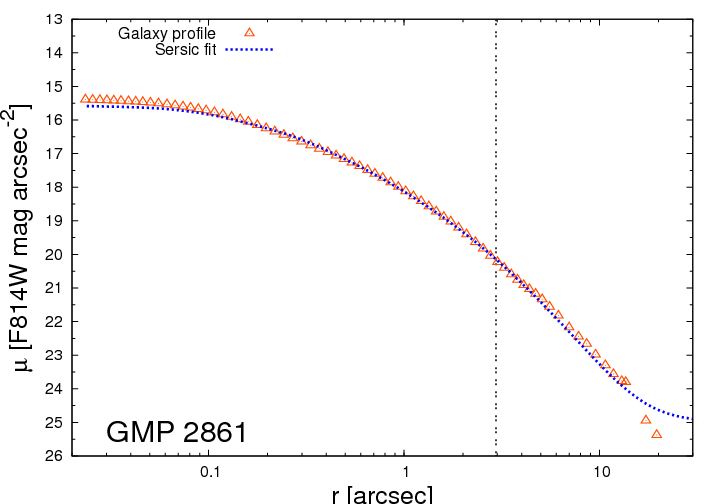 13
14
15
16
17
18
19
20
21
22
23
24
25
26
μ [F814W mag arcsec-2]
Galaxy profile
Sersic fit
GMP 2861
0.1 1 10
r [arcsec]